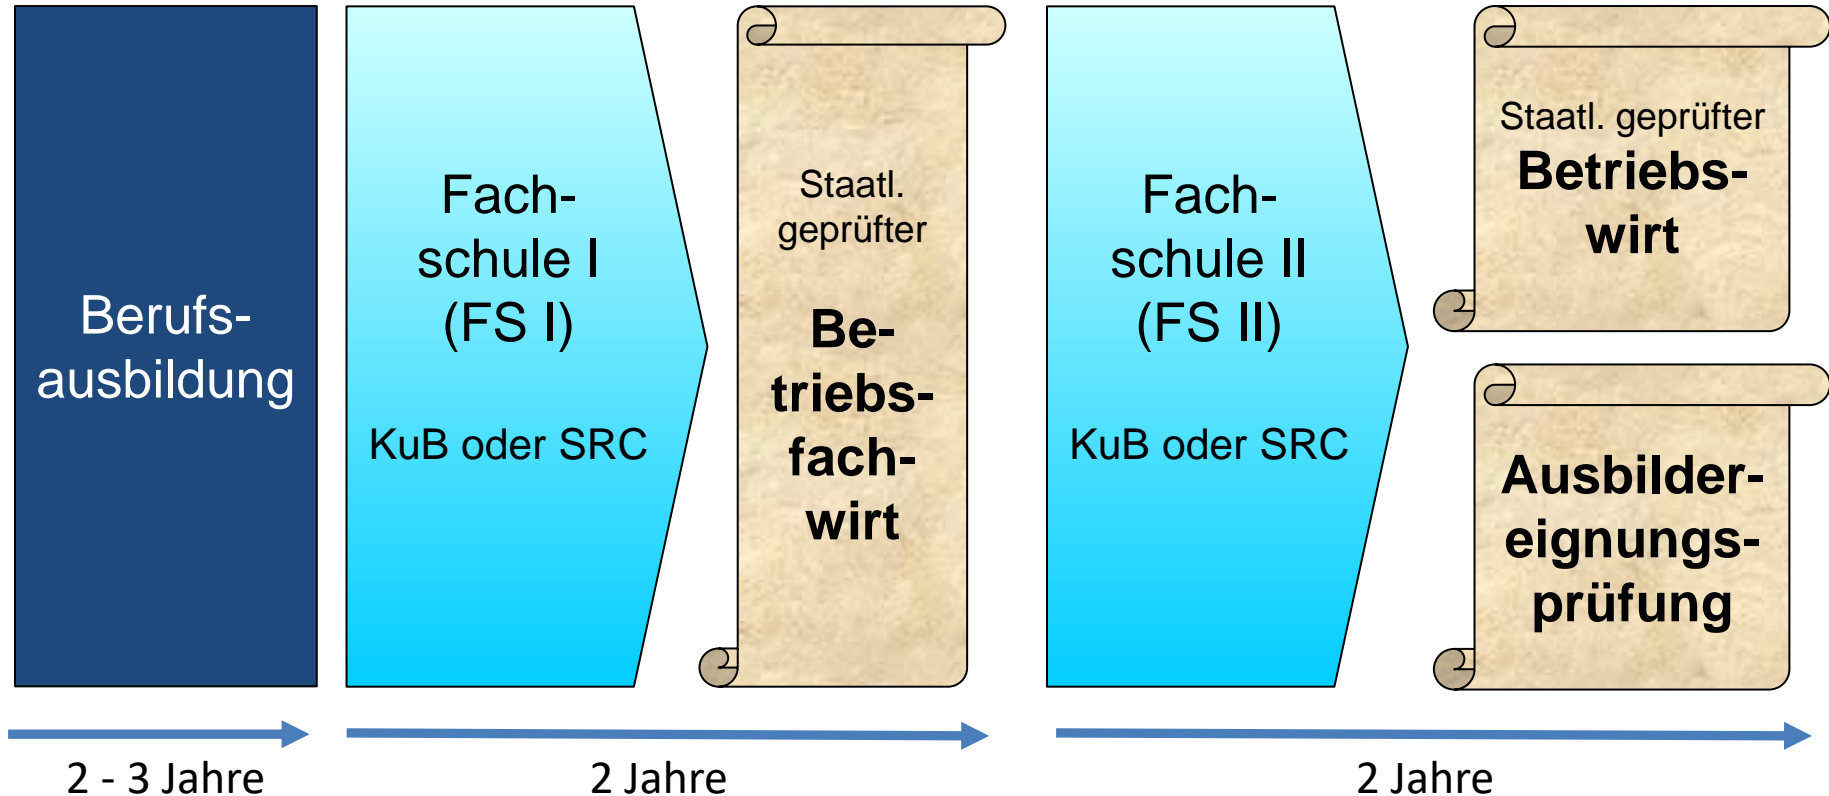 Berufs-
ausbildung
Fach-
schule I
(FS I)
KuB oder SRC
Staatl.
geprüfter
Be-
triebs-
fach-
wirt
Fach-
schule II
(FS II)
KuB oder SRC
Staatl. geprüfter
Betriebs-
wirt
Ausbilder-
eignungs-
prüfung
2 - 3 Jahre
2 Jahre
2 Jahre